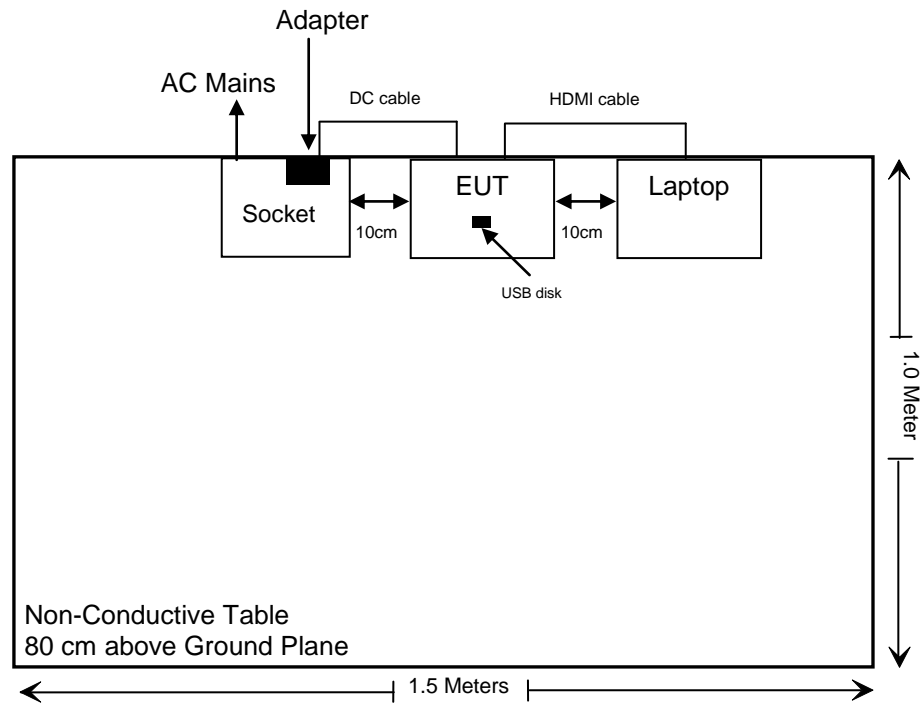 Adapter
AC Mains
DC cable
HDMI cable
Socket
EUT
Laptop
10cm
10cm
USB disk
1.0 Meter
Non-Conductive Table
80 cm above Ground Plane
1.5 Meters